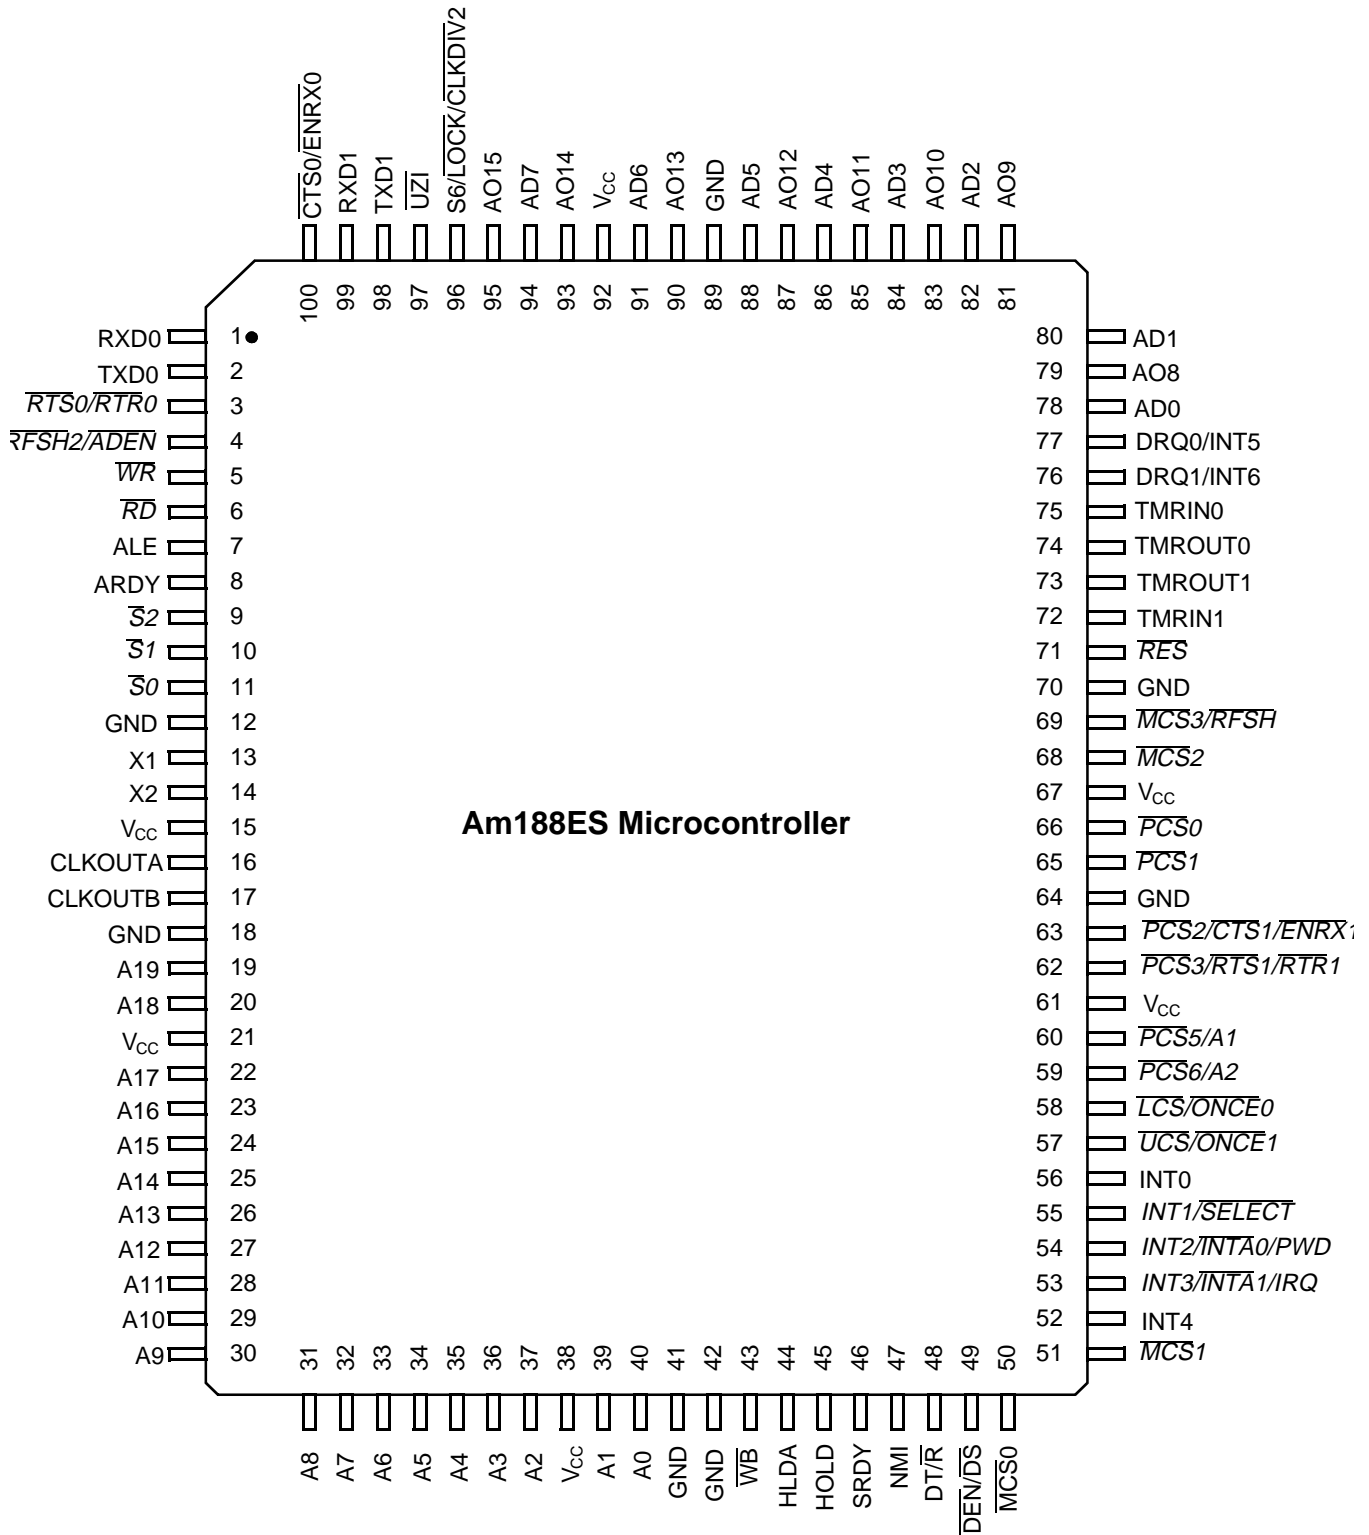 CTS0/ENRX0
RXD1
TXD1
UZI
S6/LOCK/CLKDIV2
AO15
AD7
AO14
VCC
AD6
AO13
GND
AD5
AO12
AD4
AO11
AD3
AO10
AD2
AO9
100
99
98
97
96
95
94
93
92
91
90
89
88
87
86
85
84
83
82
81
RXD0 1 80 AD1
TXD0 2 79 AO8
RTS0/RTR0 3 78 AD0
RFSH2/ADEN 4 77 DRQ0/INT5
WR 5 76 DRQ1/INT6
RD 6 75 TMRIN0
ALE 7 74 TMROUT0
ARDY 8 73 TMROUT1
S2 9 72 TMRIN1
S1 10 71 RES
S0 11 70 GND
GND 12 69 MCS3/RFSH
X1 13 68 MCS2
X2 14 67 VCC
Am188ES Microcontroller
VCC 15 66 PCS0
CLKOUTA 16 65 PCS1
CLKOUTB 17 64 GND
GND 18 63 PCS2/CTS1/ENRX1
A19 19 62 PCS3/RTS1/RTR1
A18 20 61 VCC
VCC 21 60 PCS5/A1
A17 22 59 PCS6/A2
A16 23 58 LCS/ONCE0
A15 24 57 UCS/ONCE1
A14 25 56 INT0
A13 26 55 INT1/SELECT
A12 27 54 INT2/INTA0/PWD
A11 28 53 INT3/INTA1/IRQ
A10 29 52 INT4
A9 30 51 MCS1
31
32
33
34
35
36
37
38
39
40
41
42
43
44
45
46
47
48
49
50
A8
A7
A6
A5
A4
A3
A2
VCC
A1
A0
GND
GND
WB
HLDA
HOLD
SRDY
NMI
DT/R
DEN/DS
MCS0